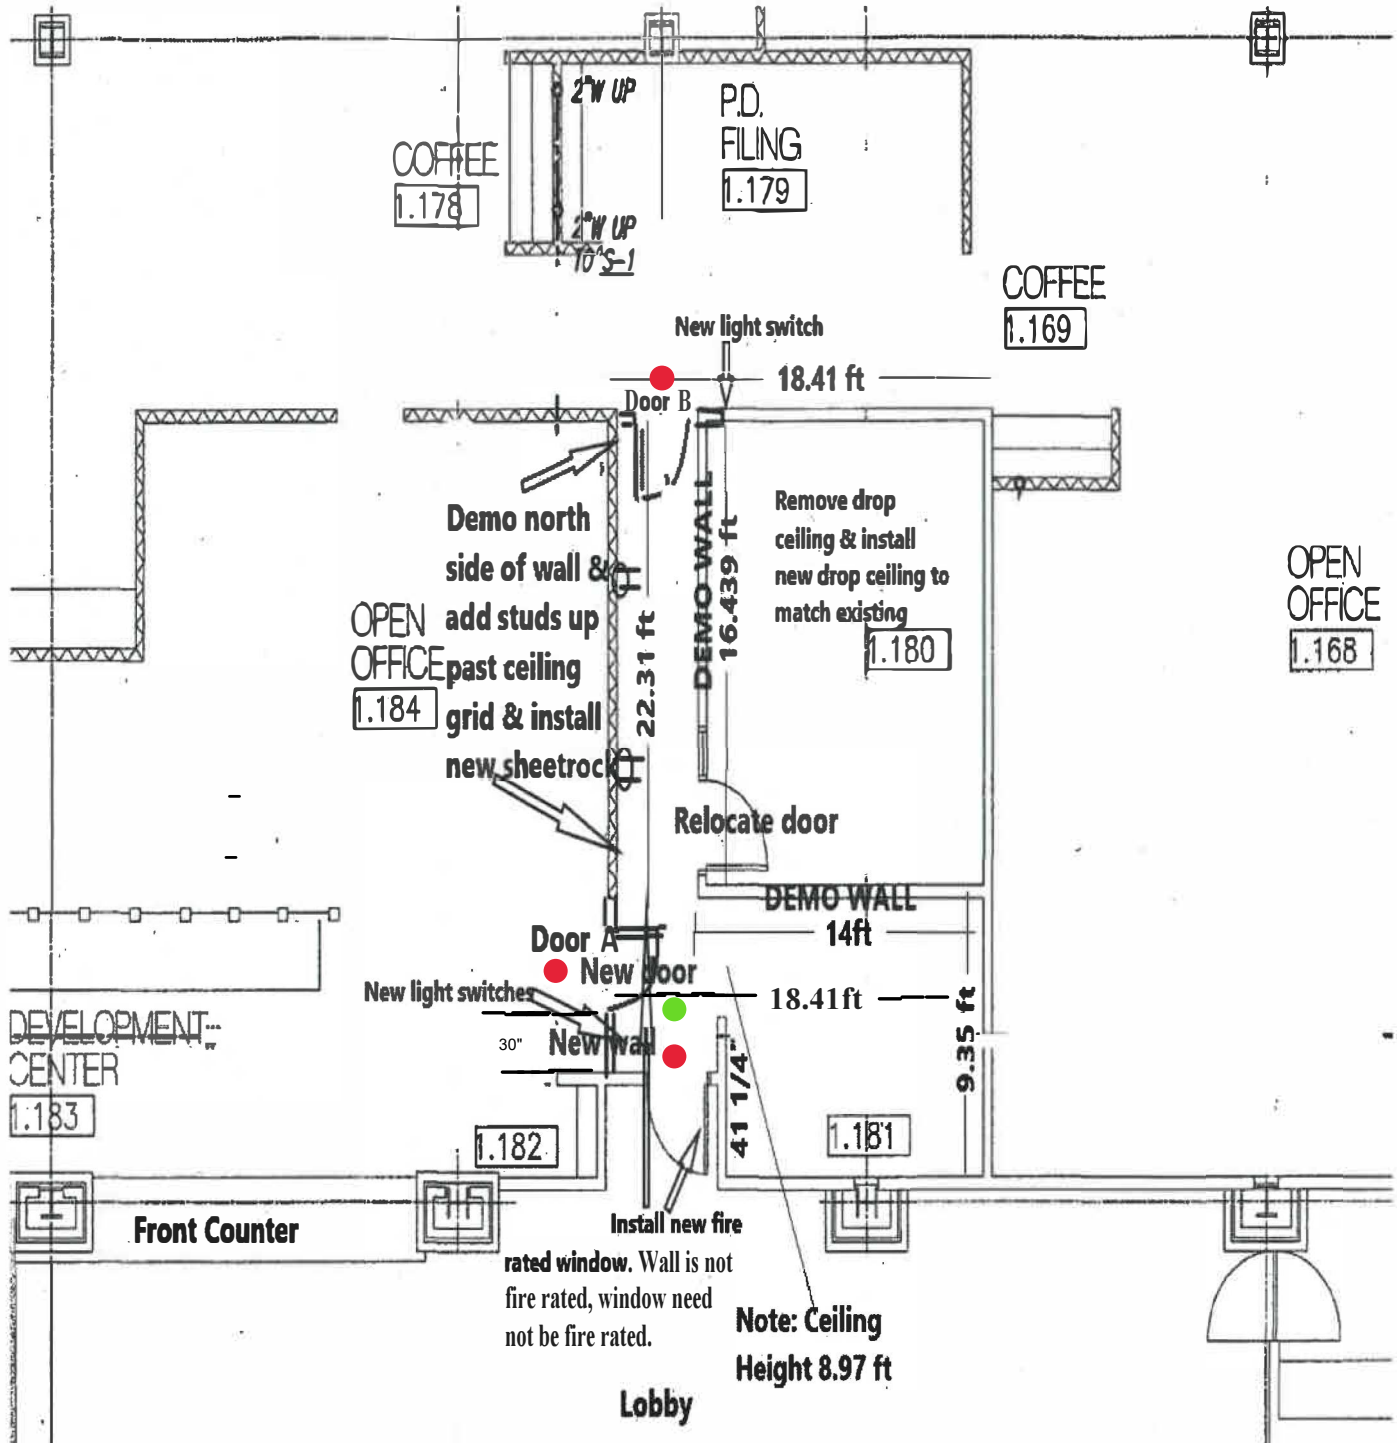 2"W UP
P.D.
FILING
1.179
COFFEE
1.178
2"W UP
10"S-1
COFFEE
1.169
New light switch
18.41 ft
Door B
Demo north
side of wall &
add studs up
past ceiling
grid & install
new sheetrock
OPEN
OFFICE
1.184
22.31 ft
DEMO WALL
16.439 ft
Remove drop
ceiling & install
new drop ceiling to
match existing
1.180
OPEN
OFFICE
1.168
Relocate door
DEMO WALL
14ft
Door A
New door
New light switches
18.41ft
30"
New wall
9.35 ft
41 1/4"
DEVELOPMENT
CENTER
1.183
1.182
1.181
Front Counter
Install new fire
rated window. Wall is not
fire rated, window need
not be fire rated.
Note: Ceiling
Height 8.97 ft
Lobby